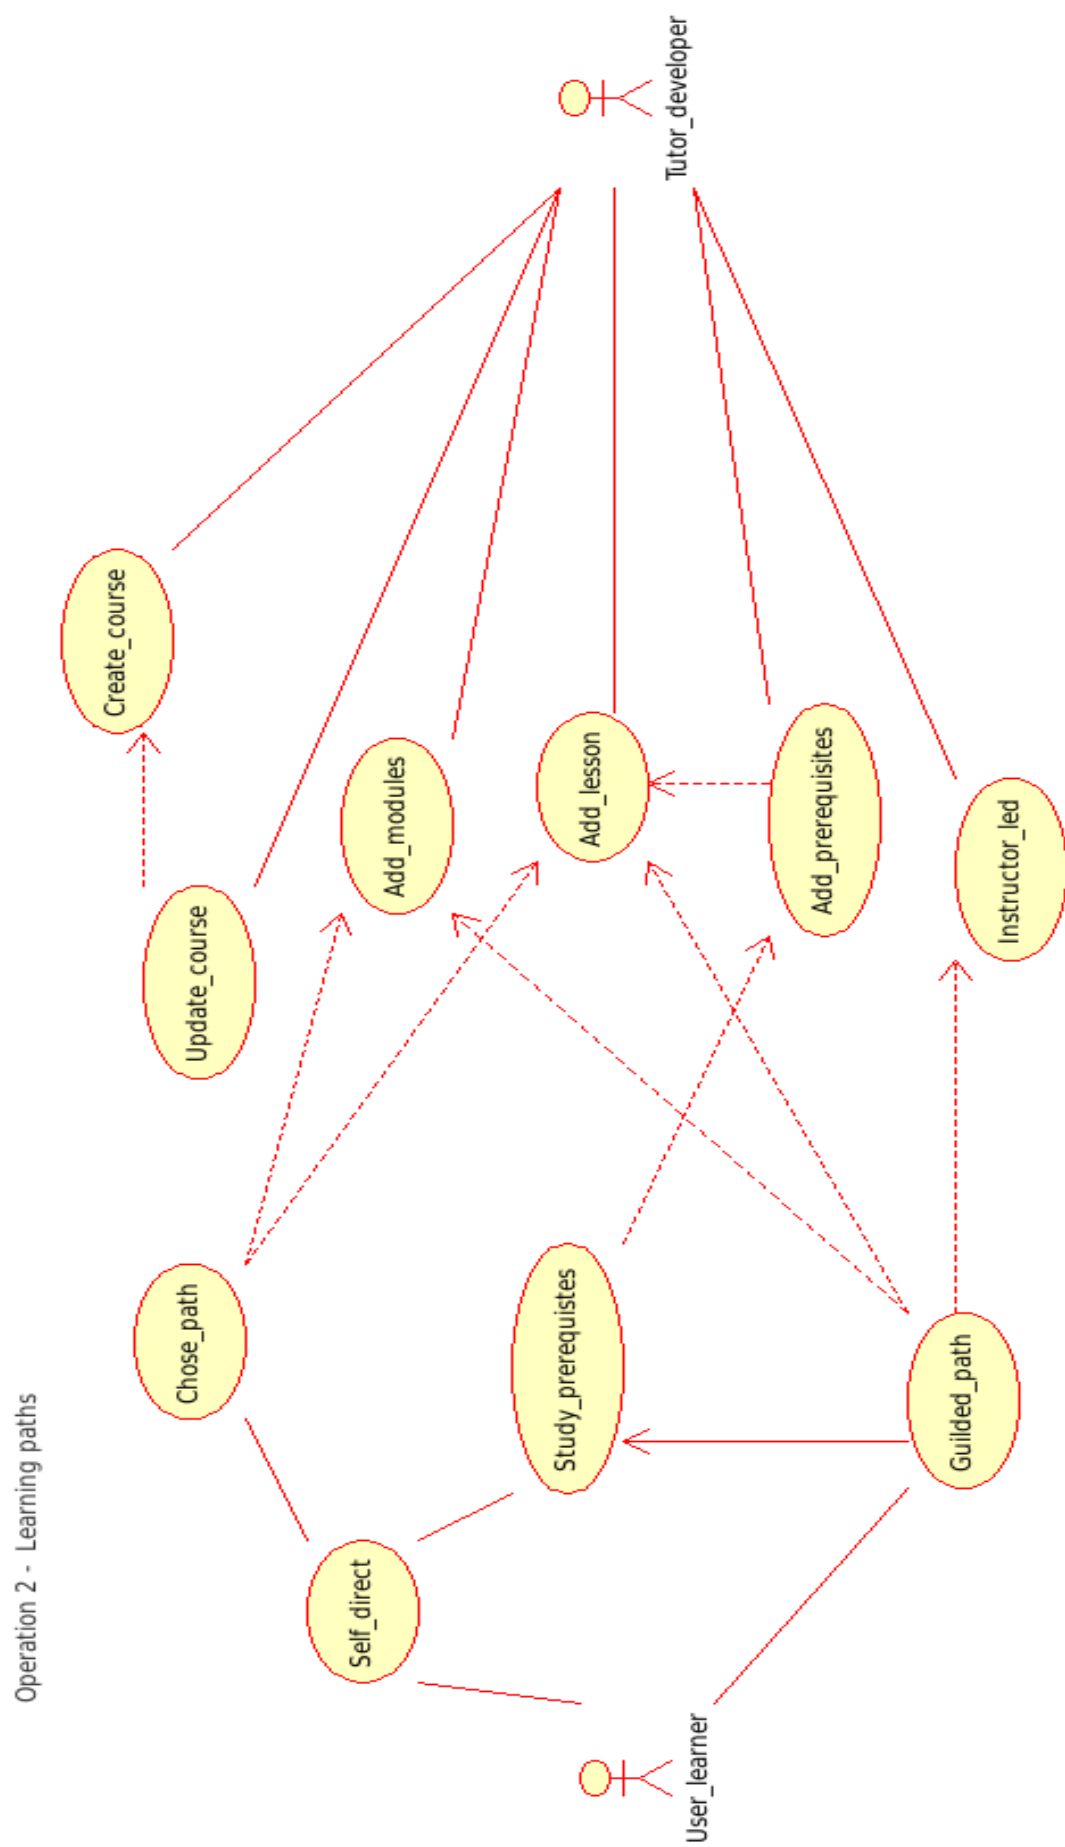 Operation 2 - Learning paths
Create_course
Update_course
Chose_path
Add_modules
Self_direct
Add_lesson
Study_prerequistes
Tutor_developer
User_learner
Add_prerequisites
Guilded_path
Instructor_led